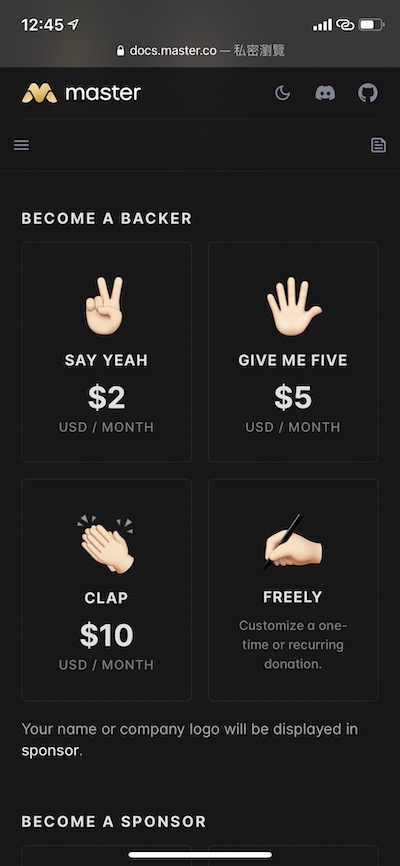 12:45
docs.master.co — 私密瀏覽
master
BECOME A BACKER
SAY YEAH
$2
USD / MONTH
GIVE ME FIVE
$5
USD / MONTH
CLAP
$10
USD / MONTH
FREELY
Customize a one-
time or recurring
donation.
Your name or company logo will be displayed in
sponsor.
BECOME A SPONSOR